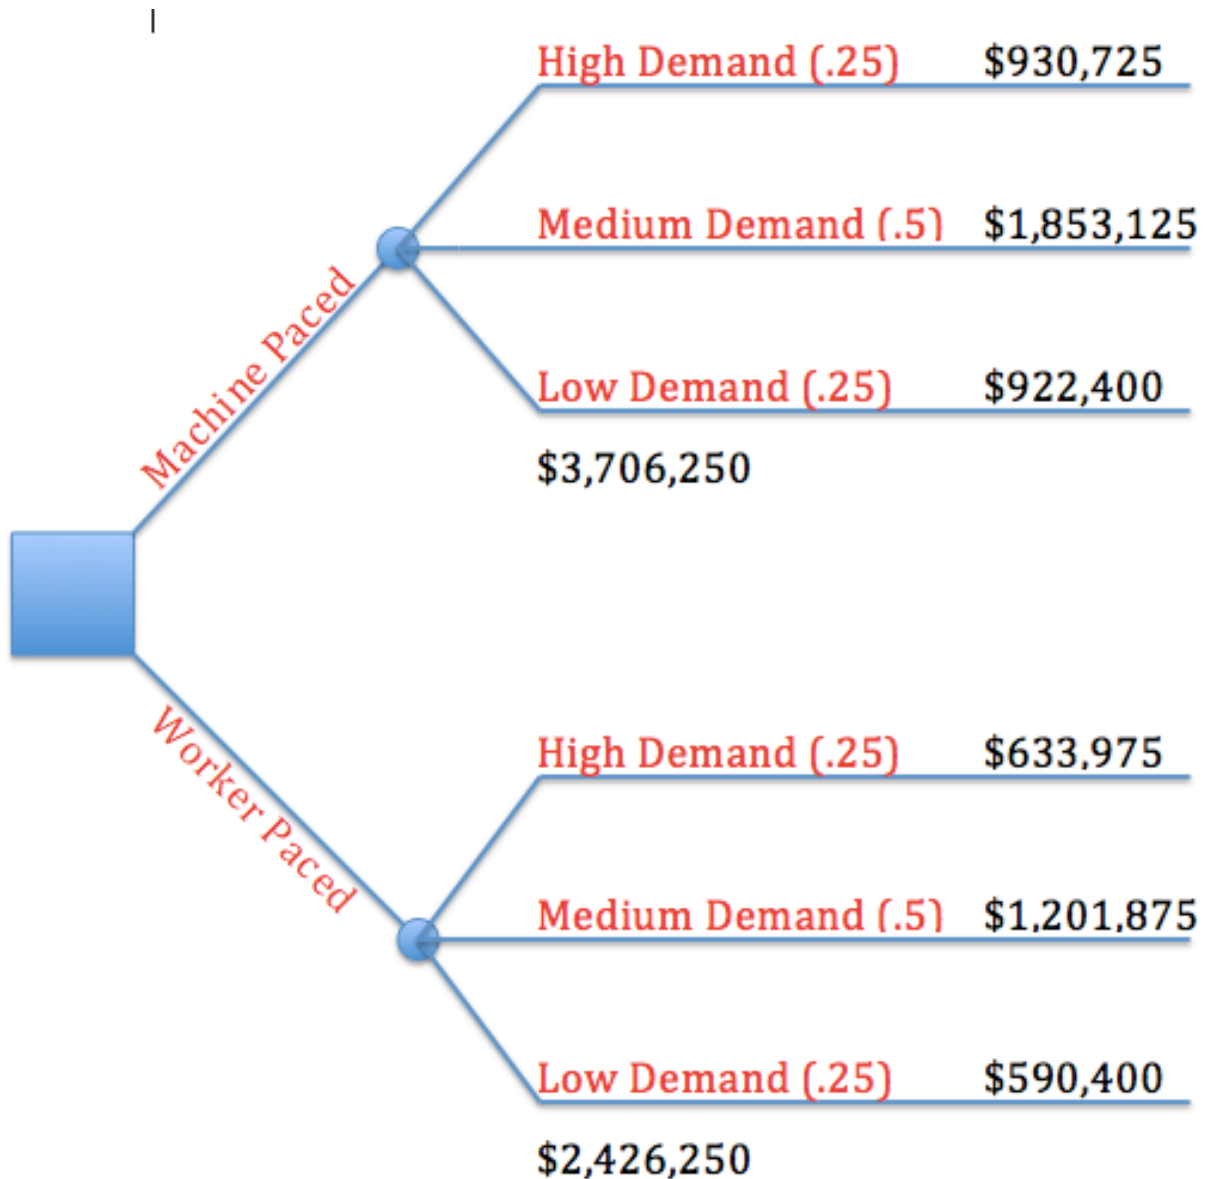 High Demand (.25) $930,725
Medium Demand (.5) $1,853,125
Machine Paced
Low Demand (.25) $922,400
$3,706,250
Worker Paced
High Demand (.25) $633,975
Medium Demand (.5) $1,201,875
Low Demand (.25) $590,400
$2,426,250